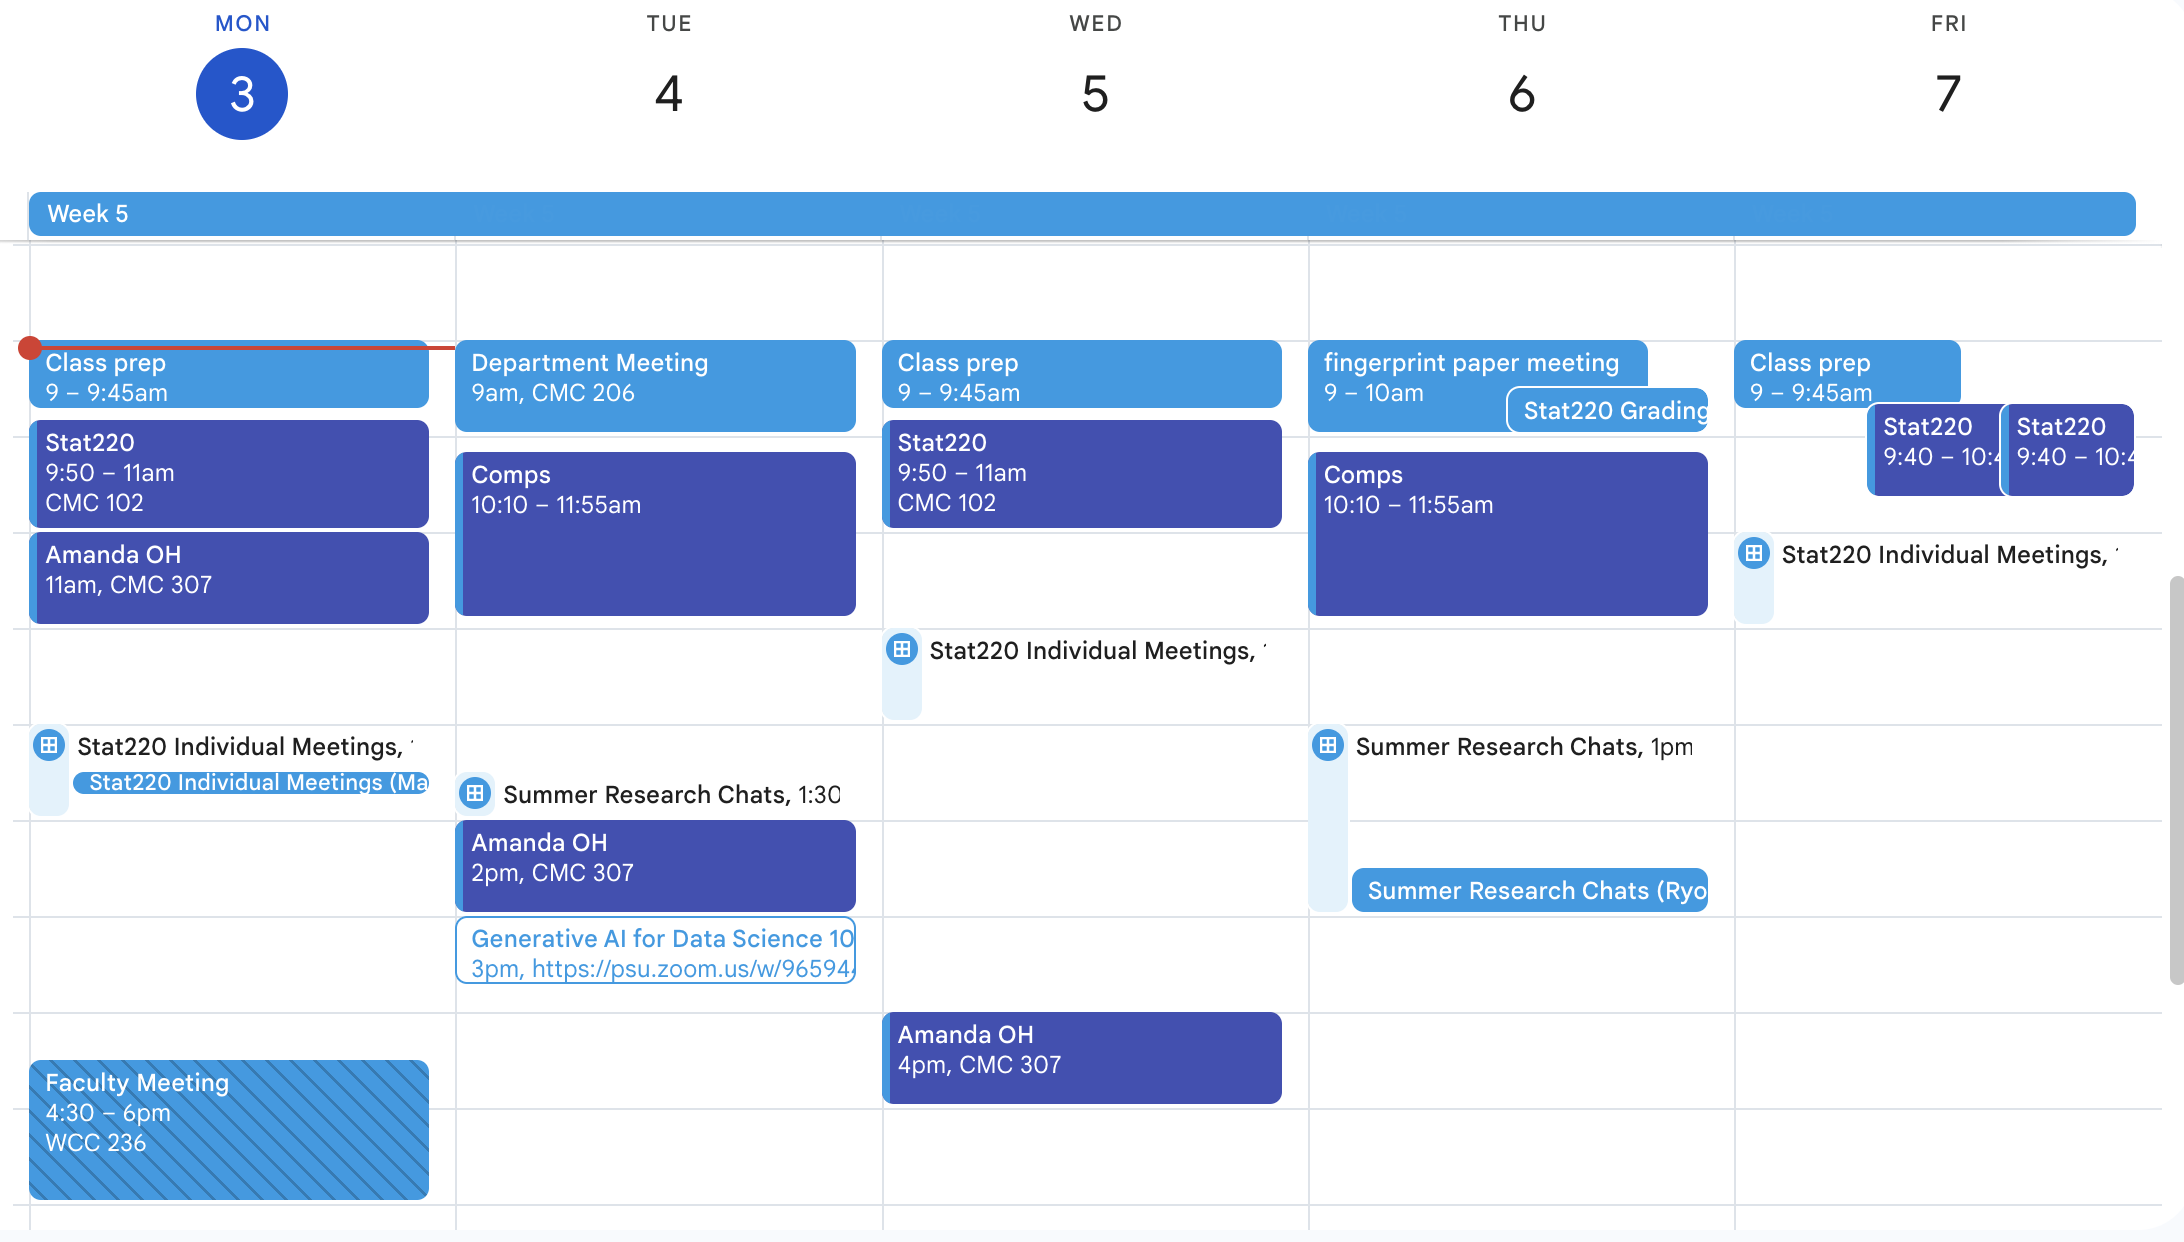 MON
3
TUE
4
WED
5
THU
6
FRI
7
Week 5
Class prep
9 – 9:45am
Stat220
9:50 – 11am
CMC 102
Amanda OH
11am, CMC 307
Stat220 Individual Meetings,
Stat220 Individual Meetings (Ma
Faculty Meeting
4:30 – 6pm
WCC 236
Department Meeting
9am, CMC 206
Comps
10:10 – 11:55am
Summer Research Chats, 1:30
Amanda OH
2pm, CMC 307
Generative AI for Data Science 10
3pm, https://psu.zoom.us/w/96594
Class prep
9 – 9:45am
Stat220
9:50 – 11am
CMC 102
Stat220 Individual Meetings,
Amanda OH
4pm, CMC 307
fingerprint paper meeting
9 – 10am
Stat220 Grading
Comps
10:10 – 11:55am
Summer Research Chats, 1pm
Summer Research Chats (Ryo
Class prep
9 – 9:45am
Stat220
9:40 – 10:4
Stat220
9:40 – 10:4
Stat220 Individual Meetings,